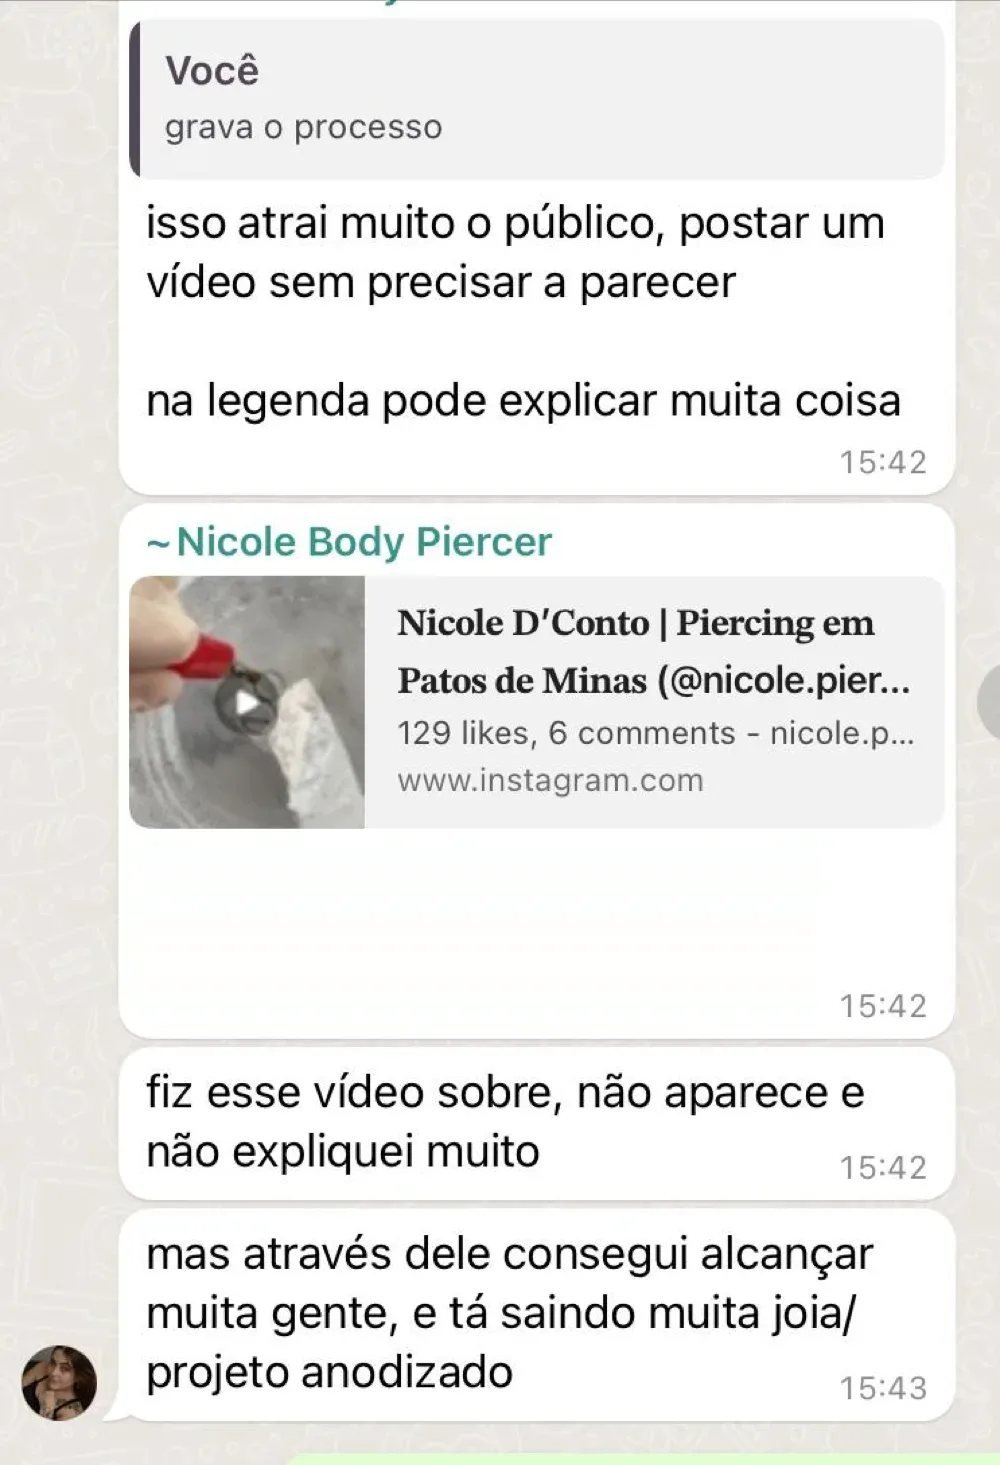 Você
grava o processo
isso atrai muito o público, postar um
vídeo sem precisar a parecer
na legenda pode explicar muita coisa
15:42
~Nicole Body Piercer
Nicole D'Conto | Piercing em
Patos de Minas (@nicole.pier...
129 likes, 6 comments - nicole.p...
www.instagram.com
15:42
fiz esse vídeo sobre, não aparece e
não expliquei muito
15:42
mas através dele consegui alcançar
muita gente, e tá saindo muita joia/
projeto anodizado
15:43